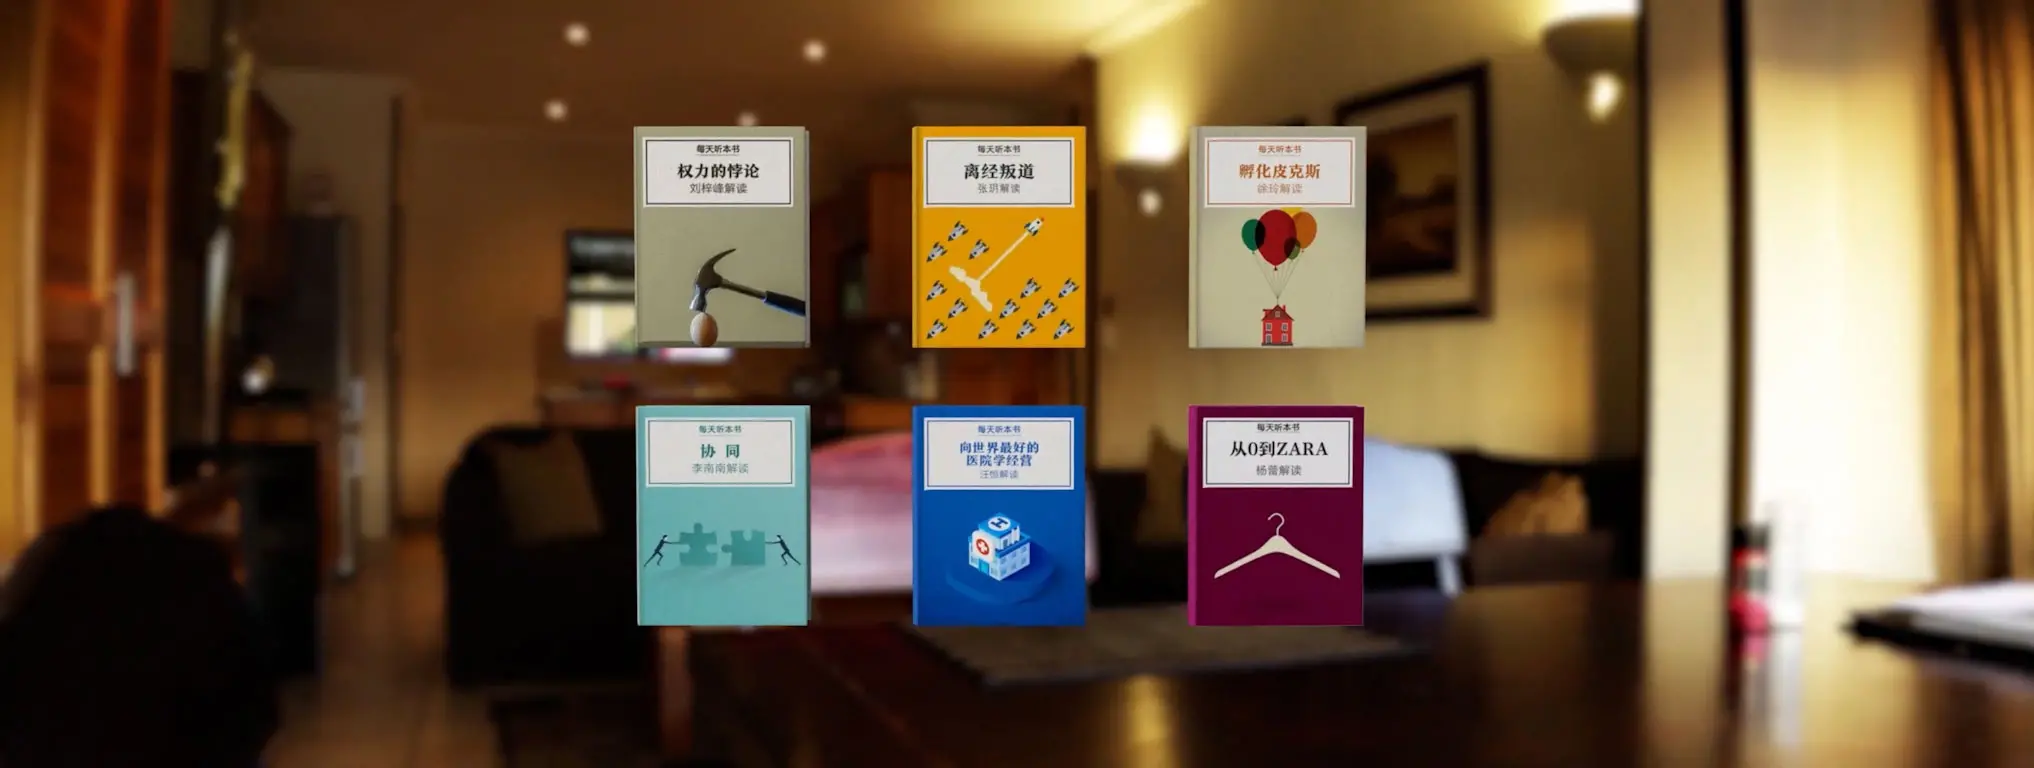 每天听本书
权力的悖论
刘梓峰解读
每天听本书
离经叛道
张玥解读
每天听本书
孵化皮克斯
徐玲解读
每天听本书
协 同
李南南解读
每天听本书
向世界最好的
医院学经营
汪恒解读
每天听本书
从0到ZARA
杨蕾解读